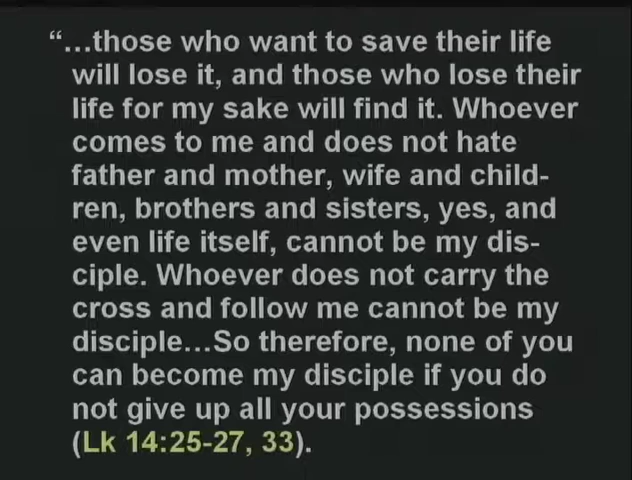 “...those who want to save their life
will lose it, and those who lose their
life for my sake will find it. Whoever
comes to me and does not hate
father and mother, wife and child-
ren, brothers and sisters, yes, and
even life itself, cannot be my dis-
ciple. Whoever does not carry the
cross and follow me cannot be my
disciple...So therefore, none of you
can become my disciple if you do
not give up all your possessions
(Lk 14:25-27, 33).